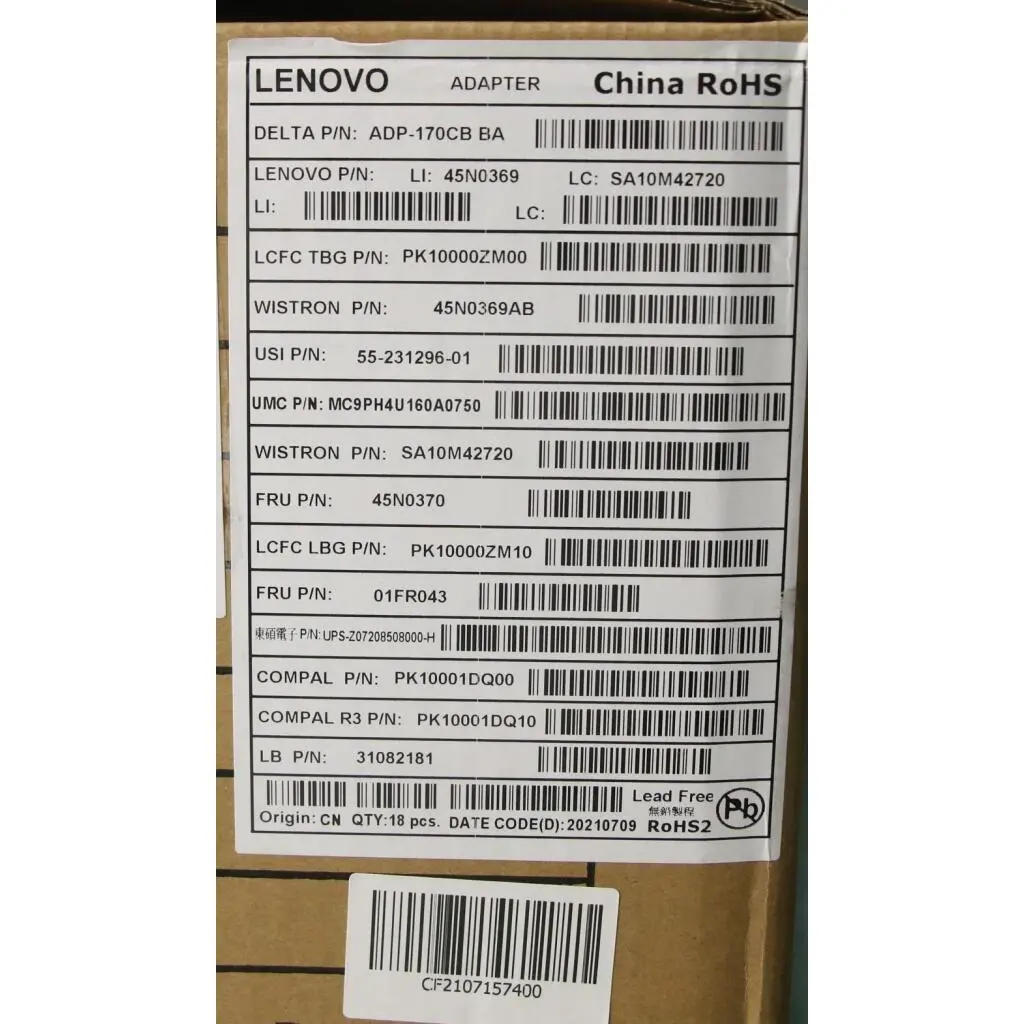 LENOVO ADAPTER China RoHS
DELTA P/N: ADP-170CB BA
LENOVO P/N: LI: 45N0369 LC: SA10M42720
LI: LC:
LCFC TBG P/N: PK10000ZM00
WISTRON P/N: 45N0369AB
USI P/N: 55-231296-01
UMC P/N: MC9PH4U160A0750
WISTRON P/N: SA10M42720
FRU P/N: 45N0370
LCFC LBG P/N: PK10000ZM10
FRU P/N: 01FR043
東碩電子 P/N: UPS-Z07208508000-H
COMPAL P/N: PK10001DQ00
COMPAL R3 P/N: PK10001DQ10
LB P/N: 31082181
Lead Free
無鉛製程 Pb
Origin: CN QTY:18 pcs. DATE CODE(D): 20210709 RoHS2
CF2107157400